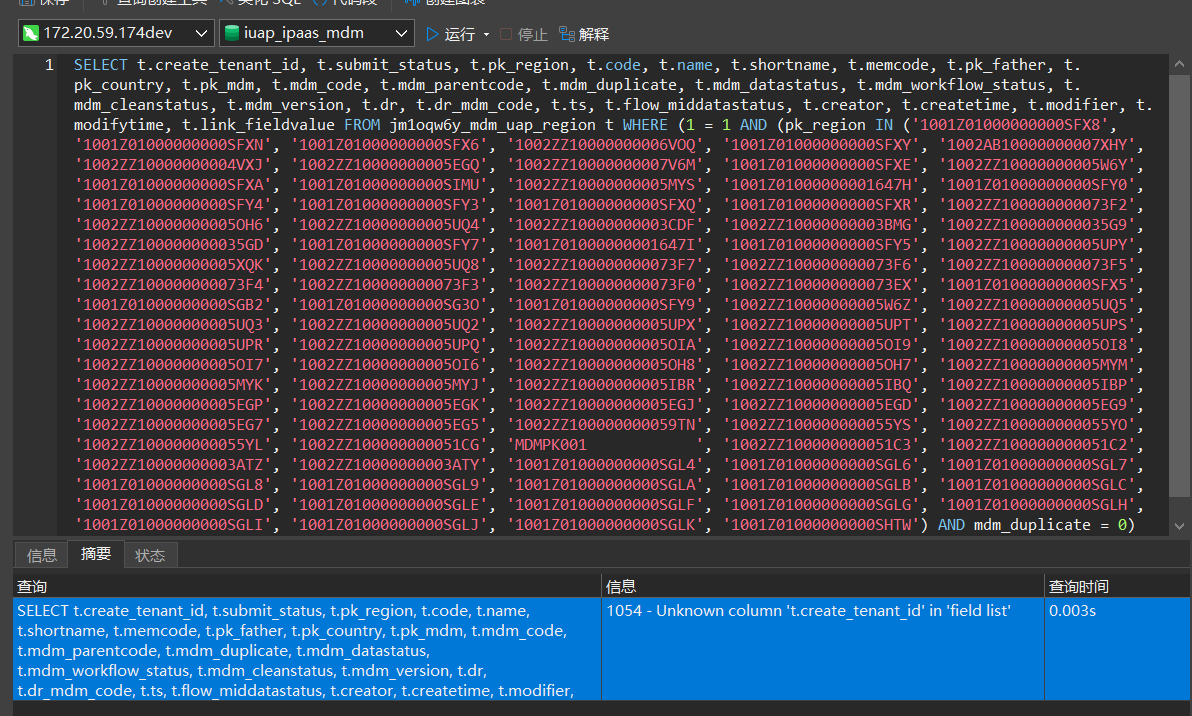 保存 查询创建工具 美化 SQL 代码段 创建图表
172.20.59.174dev iuap_ipaas_mdm 运行 停止 解释
1 SELECT t.create_tenant_id, t.submit_status, t.pk_region, t.code, t.name, t.shortname, t.memcode, t.pk_father, t.
pk_country, t.pk_mdm, t.mdm_code, t.mdm_parentcode, t.mdm_duplicate, t.mdm_datastatus, t.mdm_workflow_status, t.
mdm_cleanstatus, t.mdm_version, t.dr, t.dr_mdm_code, t.ts, t.flow_middatastatus, t.creator, t.createtime, t.modifier, t.
modifytime, t.link_fieldvalue FROM jm1oqw6y_mdm_uap_region t WHERE (1 = 1 AND (pk_region IN ('1001Z01000000000SFX8',
'1001Z01000000000SFXN', '1001Z01000000000SFX6', '1002ZZ10000000006VOQ', '1001Z01000000000SFXY', '1002AB10000000007XHY',
'1002ZZ10000000004VXJ', '1002ZZ10000000005EGQ', '1002ZZ10000000007V6M', '1001Z01000000000SFXE', '1002ZZ10000000005W6Y',
'1001Z01000000000SFXA', '1001Z01000000000SIMU', '1002ZZ10000000005MYS', '1001Z01000000001647H', '1001Z01000000000SFY0',
'1001Z01000000000SFY4', '1001Z01000000000SFY3', '1001Z01000000000SFXQ', '1001Z01000000000SFXR', '1002ZZ100000000073F2',
'1002ZZ10000000005OH6', '1002ZZ10000000005UQ4', '1002ZZ10000000003CDF', '1002ZZ10000000003BMG', '1002ZZ100000000035G9',
'1002ZZ100000000035GD', '1001Z01000000000SFY7', '1001Z01000000001647I', '1001Z01000000000SFY5', '1002ZZ10000000005UPY',
'1002ZZ10000000005XQK', '1002ZZ10000000005UQ8', '1002ZZ100000000073F7', '1002ZZ100000000073F6', '1002ZZ100000000073F5',
'1002ZZ100000000073F4', '1002ZZ100000000073F3', '1002ZZ100000000073F0', '1002ZZ100000000073EX', '1001Z01000000000SFX5',
'1001Z01000000000SGB2', '1001Z01000000000SG3O', '1001Z01000000000SFY9', '1002ZZ10000000005W6Z', '1002ZZ10000000005UQ5',
'1002ZZ10000000005UQ3', '1002ZZ10000000005UQ2', '1002ZZ10000000005UPX', '1002ZZ10000000005UPT', '1002ZZ10000000005UPS',
'1002ZZ10000000005UPR', '1002ZZ10000000005UPQ', '1002ZZ10000000005OIA', '1002ZZ10000000005OI9', '1002ZZ10000000005OI8',
'1002ZZ10000000005OI7', '1002ZZ10000000005OI6', '1002ZZ10000000005OH8', '1002ZZ10000000005OH7', '1002ZZ10000000005MYM',
'1002ZZ10000000005MYK', '1002ZZ10000000005MYJ', '1002ZZ10000000005IBR', '1002ZZ10000000005IBQ', '1002ZZ10000000005IBP',
'1002ZZ10000000005EGP', '1002ZZ10000000005EGK', '1002ZZ10000000005EGJ', '1002ZZ10000000005EGD', '1002ZZ10000000005EG9',
'1002ZZ10000000005EG7', '1002ZZ10000000005EG5', '1002ZZ100000000059TN', '1002ZZ100000000055YS', '1002ZZ100000000055YO',
'1002ZZ100000000055YL', '1002ZZ100000000051CG', 'MDMPK001            ', '1002ZZ100000000051C3', '1002ZZ100000000051C2',
'1002ZZ10000000003ATZ', '1002ZZ10000000003ATY', '1001Z01000000000SGL4', '1001Z01000000000SGL6', '1001Z01000000000SGL7',
'1001Z01000000000SGL8', '1001Z01000000000SGL9', '1001Z01000000000SGLA', '1001Z01000000000SGLB', '1001Z01000000000SGLC',
'1001Z01000000000SGLD', '1001Z01000000000SGLE', '1001Z01000000000SGLF', '1001Z01000000000SGLG', '1001Z01000000000SGLH',
'1001Z01000000000SGLI', '1001Z01000000000SGLJ', '1001Z01000000000SGLK', '1001Z01000000000SHTW') AND mdm_duplicate = 0)
信息 摘要 状态
查询 信息 查询时间
SELECT t.create_tenant_id, t.submit_status, t.pk_region, t.code, t.name, 1054 - Unknown column 't.create_tenant_id' in 'field list' 0.003s
t.shortname, t.memcode, t.pk_father, t.pk_country, t.pk_mdm, t.mdm_code,
t.mdm_parentcode, t.mdm_duplicate, t.mdm_datastatus,
t.mdm_workflow_status, t.mdm_cleanstatus, t.mdm_version, t.dr,
t.dr_mdm_code, t.ts, t.flow_middatastatus, t.creator, t.createtime, t.modifier,